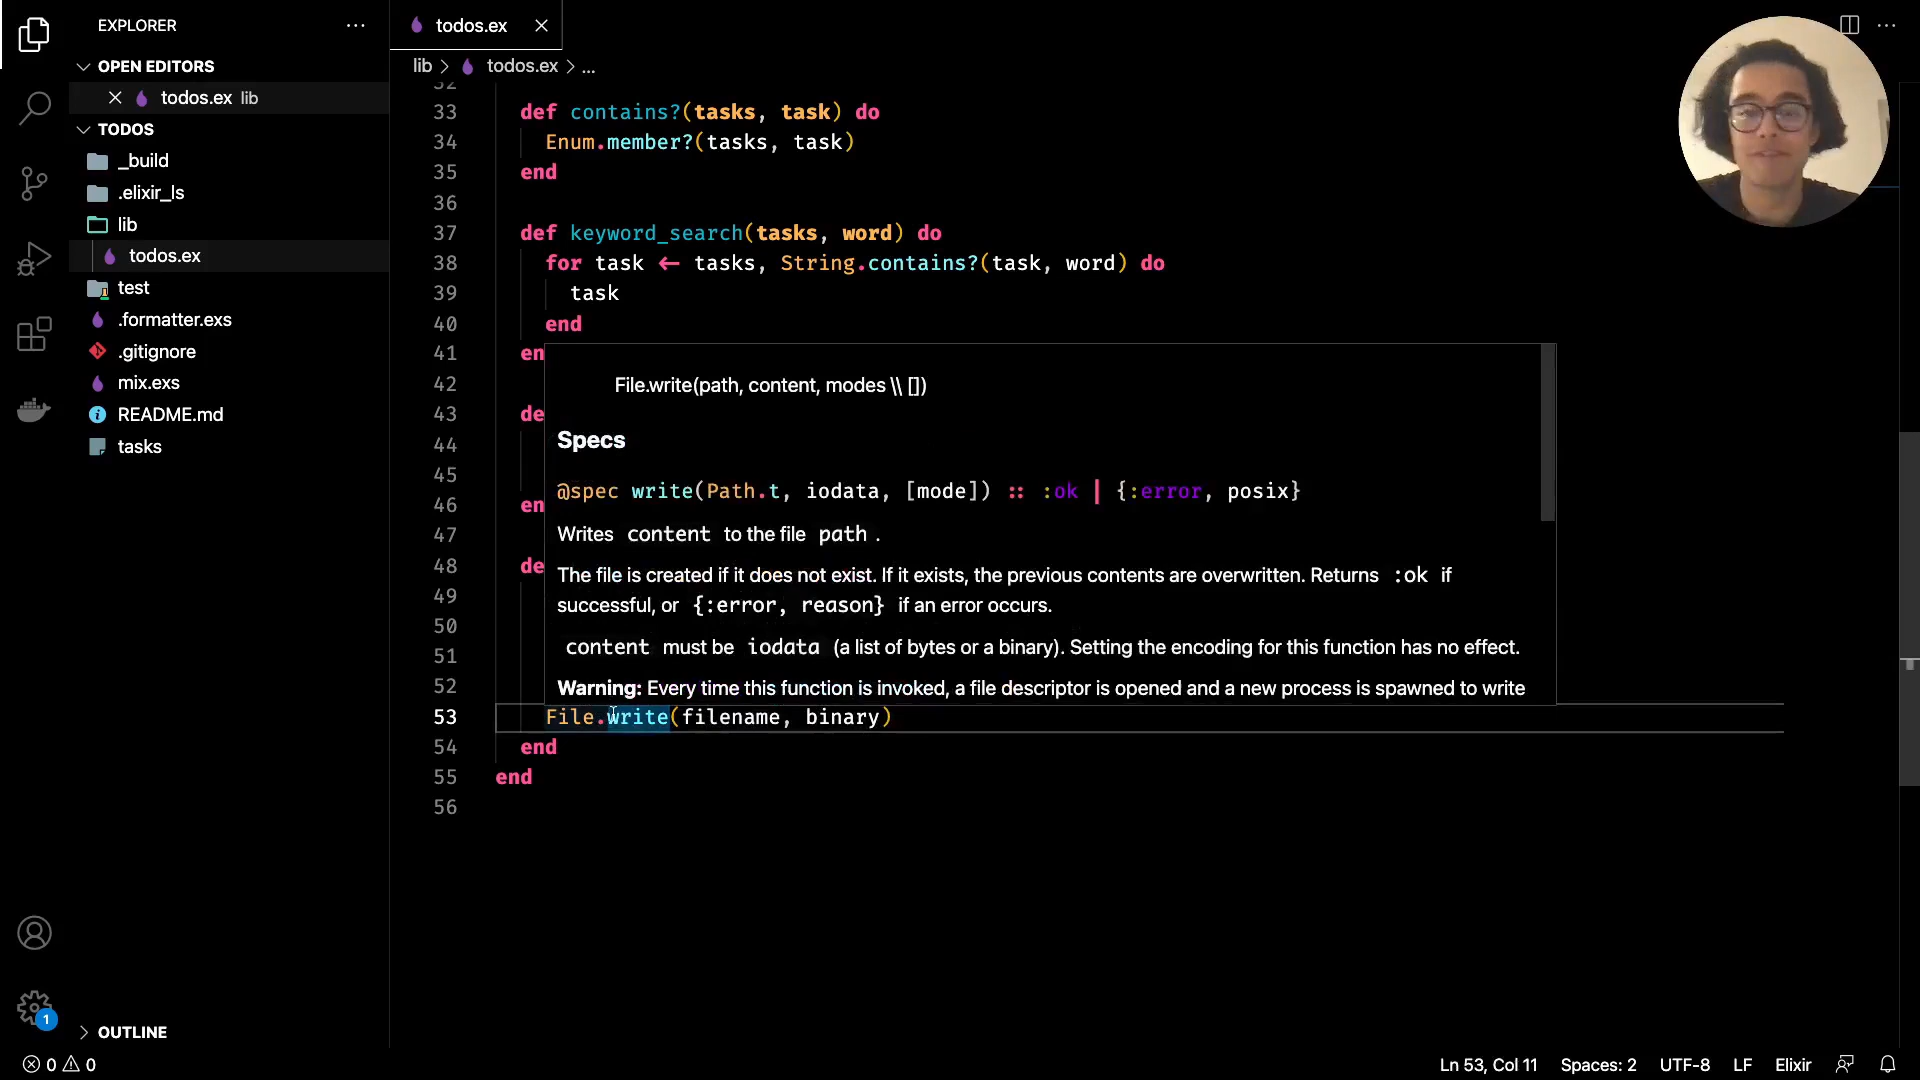 EXPLORER
OPEN EDITORS
todos.ex lib
TODOS
_build
.elixir_ls
lib
todos.ex
test
.formatter.exs
.gitignore
mix.exs
README.md
tasks
OUTLINE
todos.ex
lib > todos.ex > ...
32
33 def contains?(tasks, task) do
34 Enum.member?(tasks, task)
35 end
36
37 def keyword_search(tasks, word) do
38 for task <- tasks, String.contains?(task, word) do
39 task
40 end
41 en
42
43 de
44
45
46 en
47
48 de
49
50
51
52
File.write(path, content, modes \\ [])
Specs
@spec write(Path.t, iodata, [mode]) :: :ok | {:error, posix}
Writes content to the file path .
The file is created if it does not exist. If it exists, the previous contents are overwritten. Returns :ok if
successful, or {:error, reason} if an error occurs.
content must be iodata (a list of bytes or a binary). Setting the encoding for this function has no effect.
Warning: Every time this function is invoked, a file descriptor is opened and a new process is spawned to write
53 File.write(filename, binary)
54 end
55 end
56
1
0 0
Ln 53, Col 11 Spaces: 2 UTF-8 LF Elixir